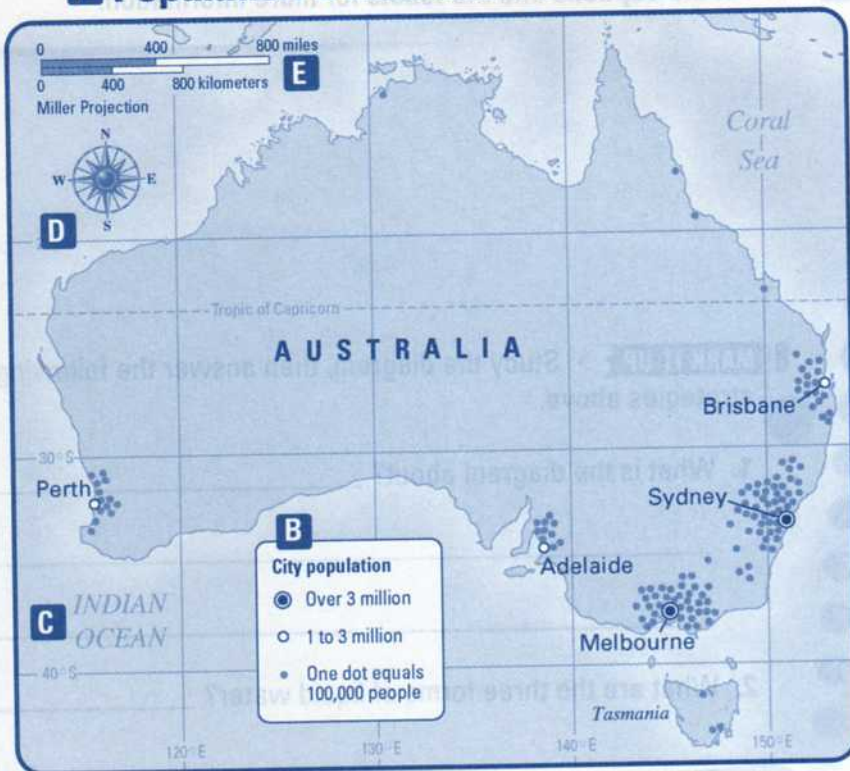 0 400 800 miles
0 400 800 kilometers
E
Miller Projection
N
W E
S
D
Coral
Sea
Tropic of Capricorn
AUSTRALIA
Brisbane
30°S
Perth
Sydney
B
City population
Over 3 million
1 to 3 million
One dot equals
100,000 people
Adelaide
C
INDIAN
OCEAN
Melbourne
40°S
Tasmania
120°E 130°E 140°E 150°E